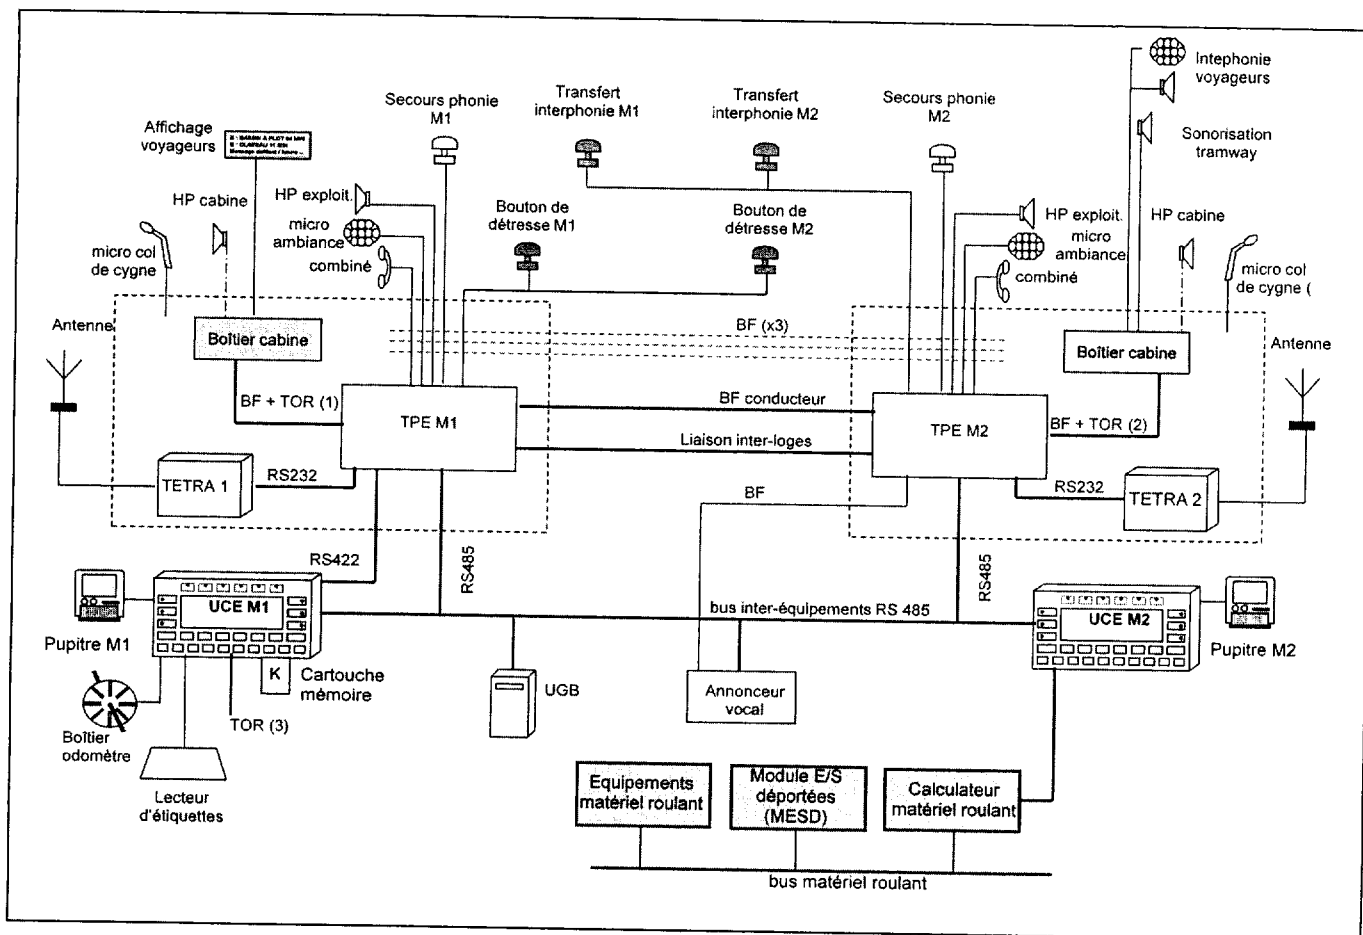 Intéphonie
voyageurs
Transfert
interphonie M1
Transfert
interphonie M2
Secours phonie
M1
Secours phonie
M2
Affichage
voyageurs
Sonorisation
tramway
HP cabine
HP exploit.
Bouton de
détresse M1
Bouton de
détresse M2
HP exploit.
HP cabine
micro
ambiance
micro
ambiance
micro col
de cygne
combiné
combiné
micro col
de cygne (
Antenne
Boîtier cabine
BF (x3)
Boîtier cabine
Antenne
BF + TOR (1)
TPE M1
BF conducteur
TPE M2
BF + TOR (2)
Liaison inter-loges
TETRA 1
RS232
BF
RS232
TETRA 2
RS422
RS485
RS485
UCE M1
bus inter-équipements RS 485
UCE M2
Pupitre M1
Pupitre M2
K
Cartouche
mémoire
UGB
Annonceur
vocal
TOR (3)
Boîtier
odomètre
Lecteur
d'étiquettes
Equipements
matériel roulant
Module E/S
déportées
(MESD)
Calculateur
matériel roulant
bus matériel roulant